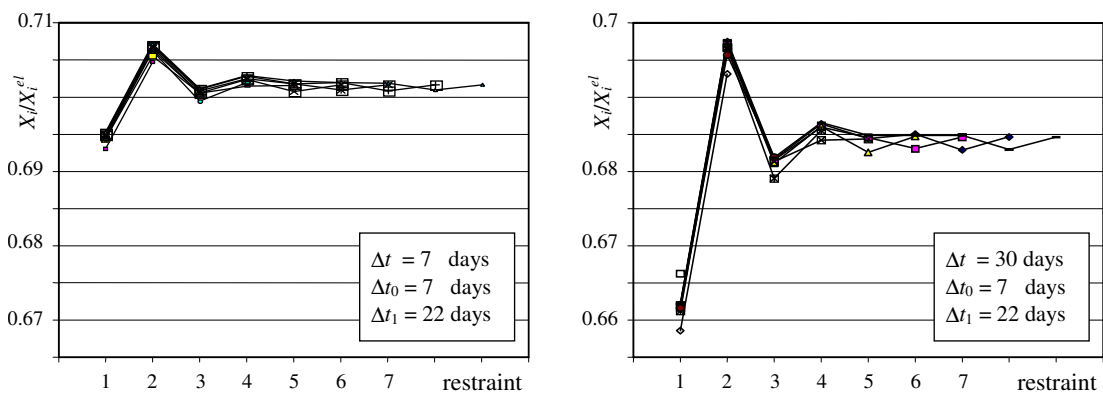 0.71
X_i/X_i^el
0.69
0.68
0.67
Δt = 7 days
Δt₀ = 7 days
Δt₁ = 22 days
1 2 3 4 5 6 7 restraint
0.7
X_i/X_i^el
0.68
0.67
0.66
Δt = 30 days
Δt₀ = 7 days
Δt₁ = 22 days
1 2 3 4 5 6 7 restraint